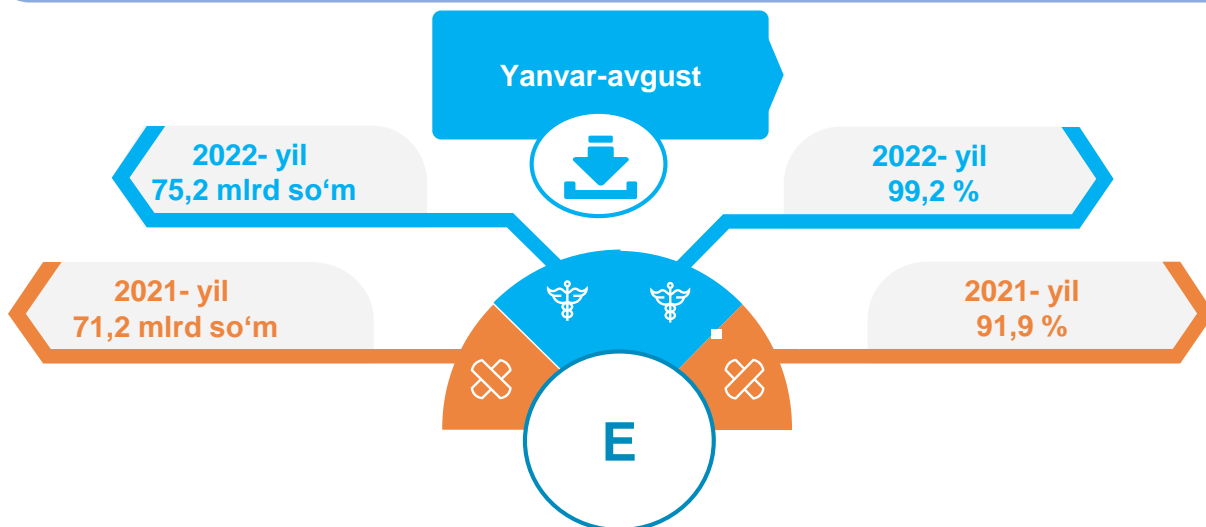 Yanvar-avgust
2022- yil
75,2 mlrd so‘m
2022- yil
99,2 %
2021- yil
71,2 mlrd so‘m
2021- yil
91,9 %
E